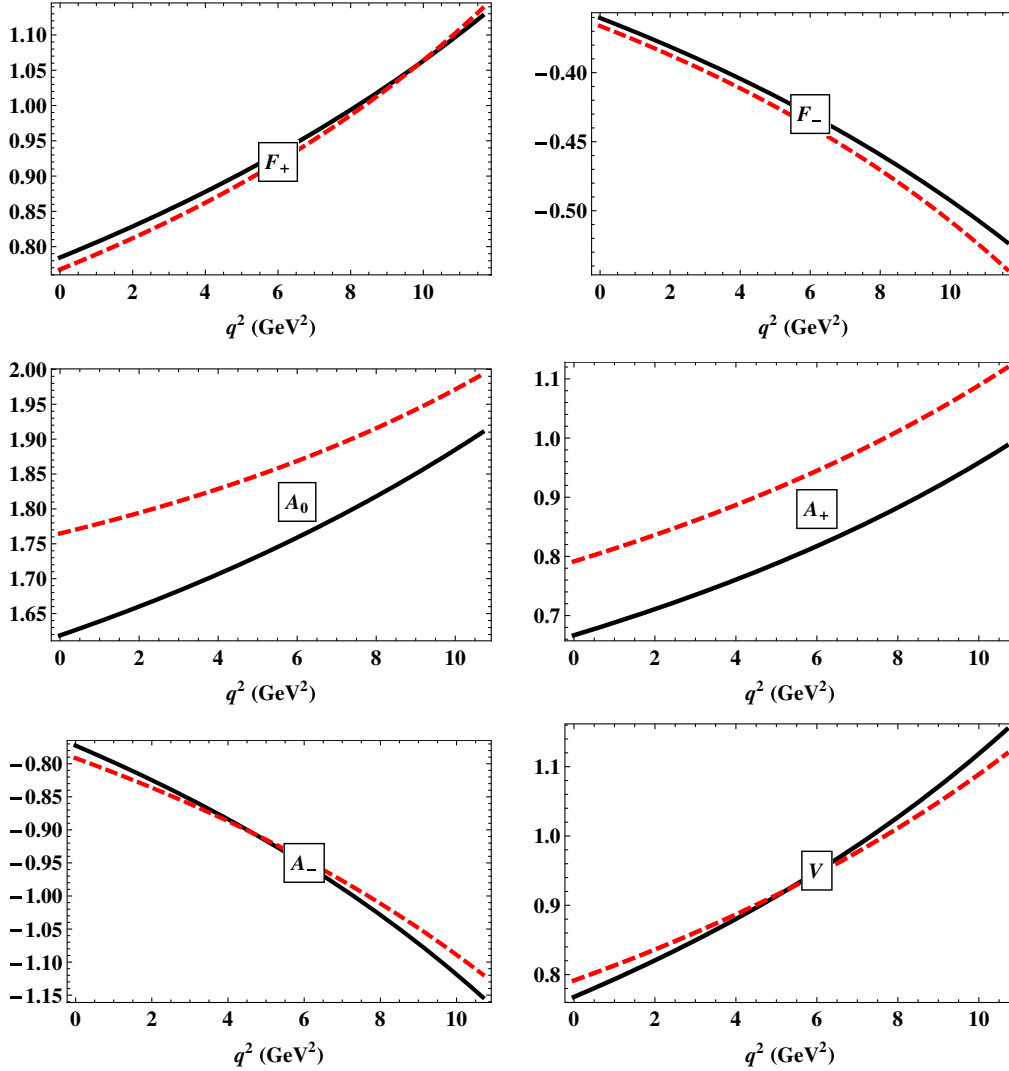 1.10
1.05
1.00
0.95
0.90
0.85
0.80
F₊
0 2 4 6 8 10
q² (GeV²)
−0.40
−0.45
−0.50
F₋
0 2 4 6 8 10
q² (GeV²)
2.00
1.95
1.90
1.85
1.80
1.75
1.70
1.65
A₀
0 2 4 6 8 10
q² (GeV²)
1.1
1.0
0.9
0.8
0.7
A₊
0 2 4 6 8 10
q² (GeV²)
−0.80
−0.85
−0.90
−0.95
−1.00
−1.05
−1.10
−1.15
A₋
0 2 4 6 8 10
q² (GeV²)
1.1
1.0
0.9
0.8
V
0 2 4 6 8 10
q² (GeV²)